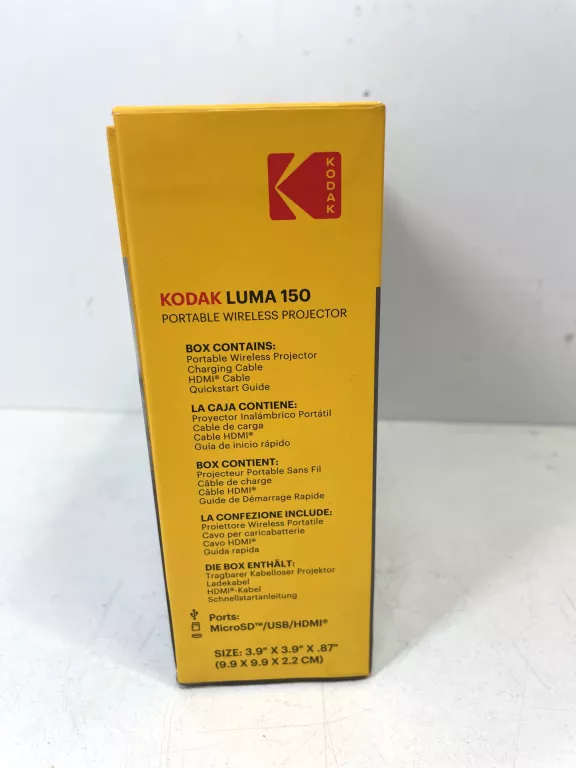 KODAK
KODAK LUMA 150
PORTABLE WIRELESS PROJECTOR
BOX CONTAINS:
Portable Wireless Projector
Charging Cable
HDMI® Cable
Quickstart Guide
LA CAJA CONTIENE:
Proyector Inalámbrico Portátil
Cable de carga
Cable HDMI®
Guia de inicio rápido
BOX CONTIENT:
Projecteur Portable Sans Fil
Câble de charge
Câble HDMI®
Guide de Démarrage Rapide
LA CONFEZIONE INCLUDE:
Proiettore Wireless Portatile
Cavo per caricabatterie
Cavo HDMI®
Guida rapida
DIE BOX ENTHÄLT:
Tragbarer Kabelloser Projektor
Ladekabel
HDMI®-Kabel
Schnellstartanleitung
Ports:
MicroSD™/USB/HDMI®
SIZE: 3.9" X 3.9" X .87"
(9.9 X 9.9 X 2.2 CM)